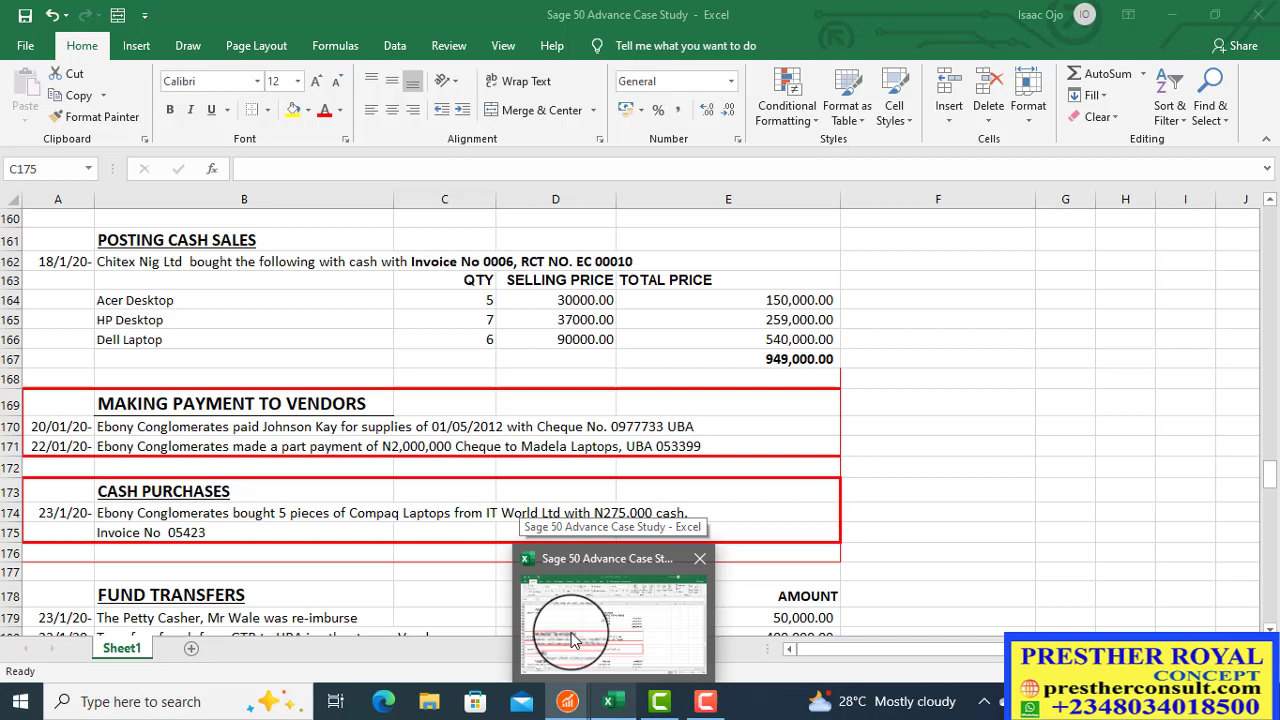 Sage 50 Advance Case Study - Excel
Isaac Ojo IO
File Home Insert Draw Page Layout Formulas Data Review View Help Tell me what you want to do Share
Paste Cut Copy Format Painter
Calibri 12 Wrap Text Merge & Center General
B I U
Conditional Formatting Format as Table Cell Styles Insert Delete Format
AutoSum Fill Clear Sort & Filter Find & Select
Clipboard Font Alignment Number Styles Cells Editing
C175 fx
A B C D E F G H I J
160
161 POSTING CASH SALES
162 18/1/20- Chitex Nig Ltd bought the following with cash with Invoice No 0006, RCT NO. EC 00010
163 QTY SELLING PRICE TOTAL PRICE
164 Acer Desktop 5 30000.00 150,000.00
165 HP Desktop 7 37000.00 259,000.00
166 Dell Laptop 6 90000.00 540,000.00
167 949,000.00
168
169 MAKING PAYMENT TO VENDORS
170 20/01/20- Ebony Conglomerates paid Johnson Kay for supplies of 01/05/2012 with Cheque No. 0977733 UBA
171 22/01/20- Ebony Conglomerates made a part payment of N2,000,000 Cheque to Madela Laptops, UBA 053399
172
173 CASH PURCHASES
174 23/1/20- Ebony Conglomerates bought 5 pieces of Compaq Laptops from IT World Ltd with N275,000 cash.
175 Invoice No 05423
Sage 50 Advance Case Study - Excel
176
Sage 50 Advance Case St...
177
178 FUND TRANSFERS AMOUNT
179 23/1/20- The Petty Casher, Mr Wale was re-imburse 50,000.00
Sheet1
Ready
PRESTHER ROYAL
CONCEPT
prestherconsult.com
+2348034018500
Type here to search 28°C Mostly cloudy